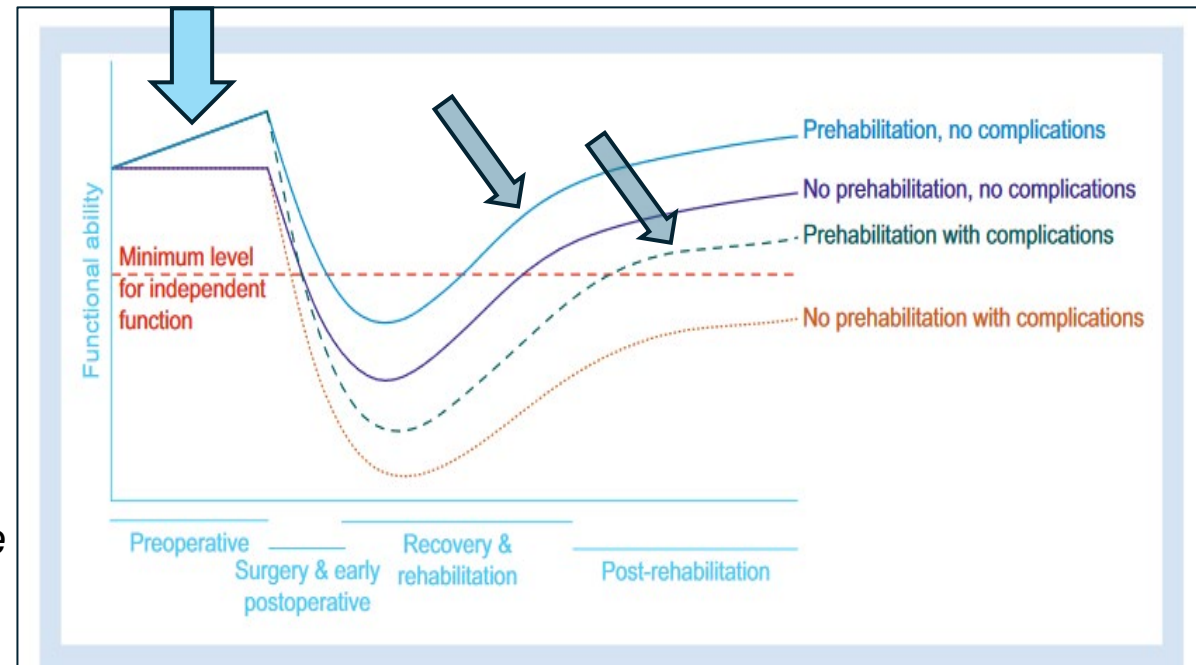 Prehabilitation, no complications
No prehabilitation, no complications
Prehabilitation with complications
No prehabilitation with complications
Functional ability
Minimum level
for independent
function
e
Preoperative
Surgery & early
postoperative
Recovery &
rehabilitation
Post-rehabilitation